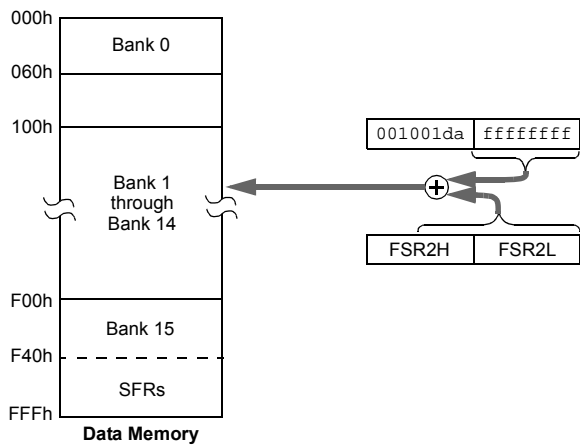 000h
Bank 0
060h
100h
001001da ffffffff
Bank 1
through
Bank 14
FSR2H FSR2L
F00h
Bank 15
F40h
SFRs
FFFh
Data Memory